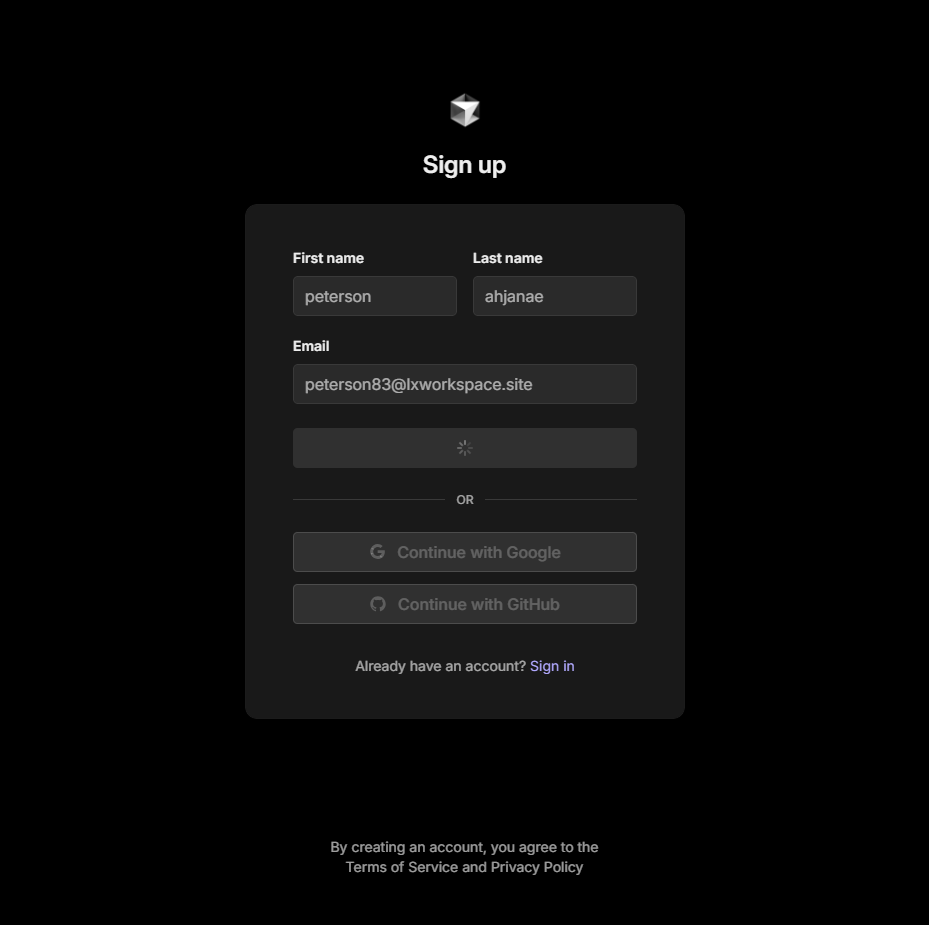 Sign up
First name
Last name
peterson
ahjanae
Email
peterson83@lxworkspace.site
OR
Continue with Google
Continue with GitHub
Already have an account? Sign in
By creating an account, you agree to the
Terms of Service and Privacy Policy